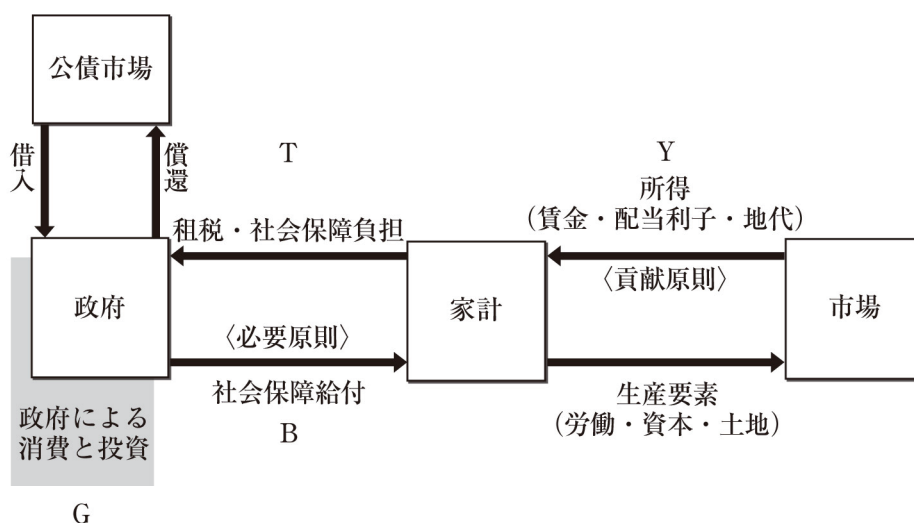 公債市場
借入
償還
T
Y
所得
（賃金・配当利子・地代）
租税・社会保障負担
〈貢献原則〉
政府
家計
市場
〈必要原則〉
社会保障給付
生産要素
（労働・資本・土地）
政府による
消費と投資
B
G